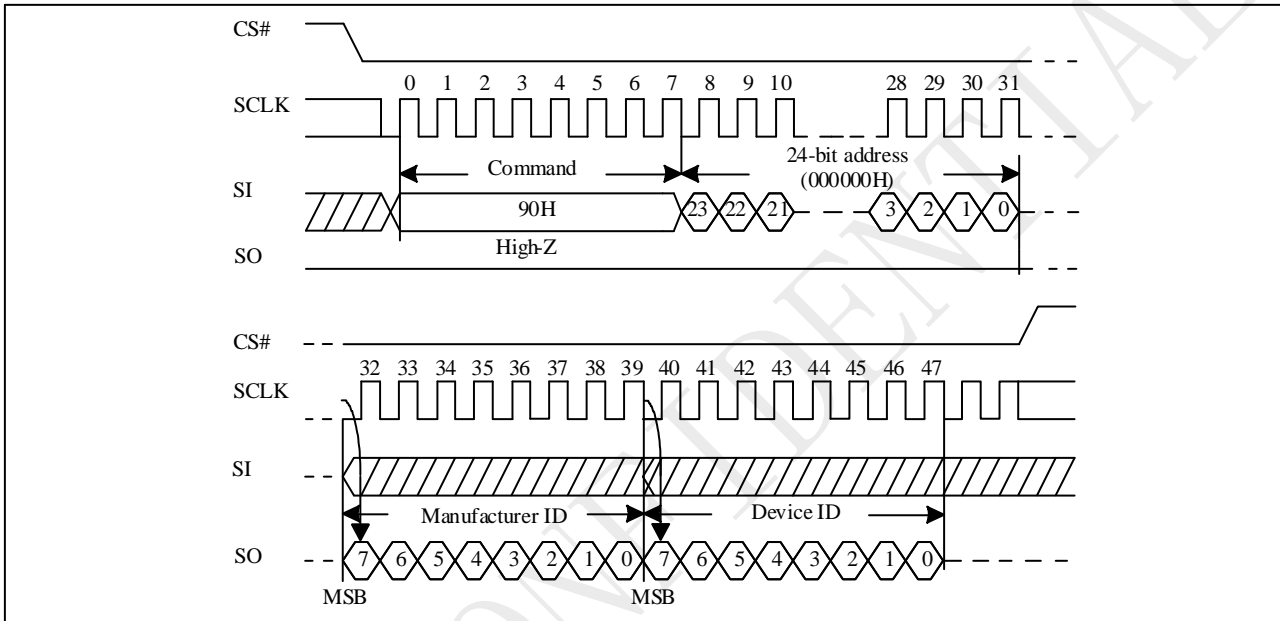 CS#
0 1 2 3 4 5 6 7 8 9 10 28 29 30 31
SCLK
Command 24-bit address
(000000H)
SI
90H 23 22 21 3 2 1 0
High-Z
SO
CS#
32 33 34 35 36 37 38 39 40 41 42 43 44 45 46 47
SCLK
SI
Manufacturer ID Device ID
SO 7 6 5 4 3 2 1 0 7 6 5 4 3 2 1 0
MSB MSB
ONFIDENTIAL